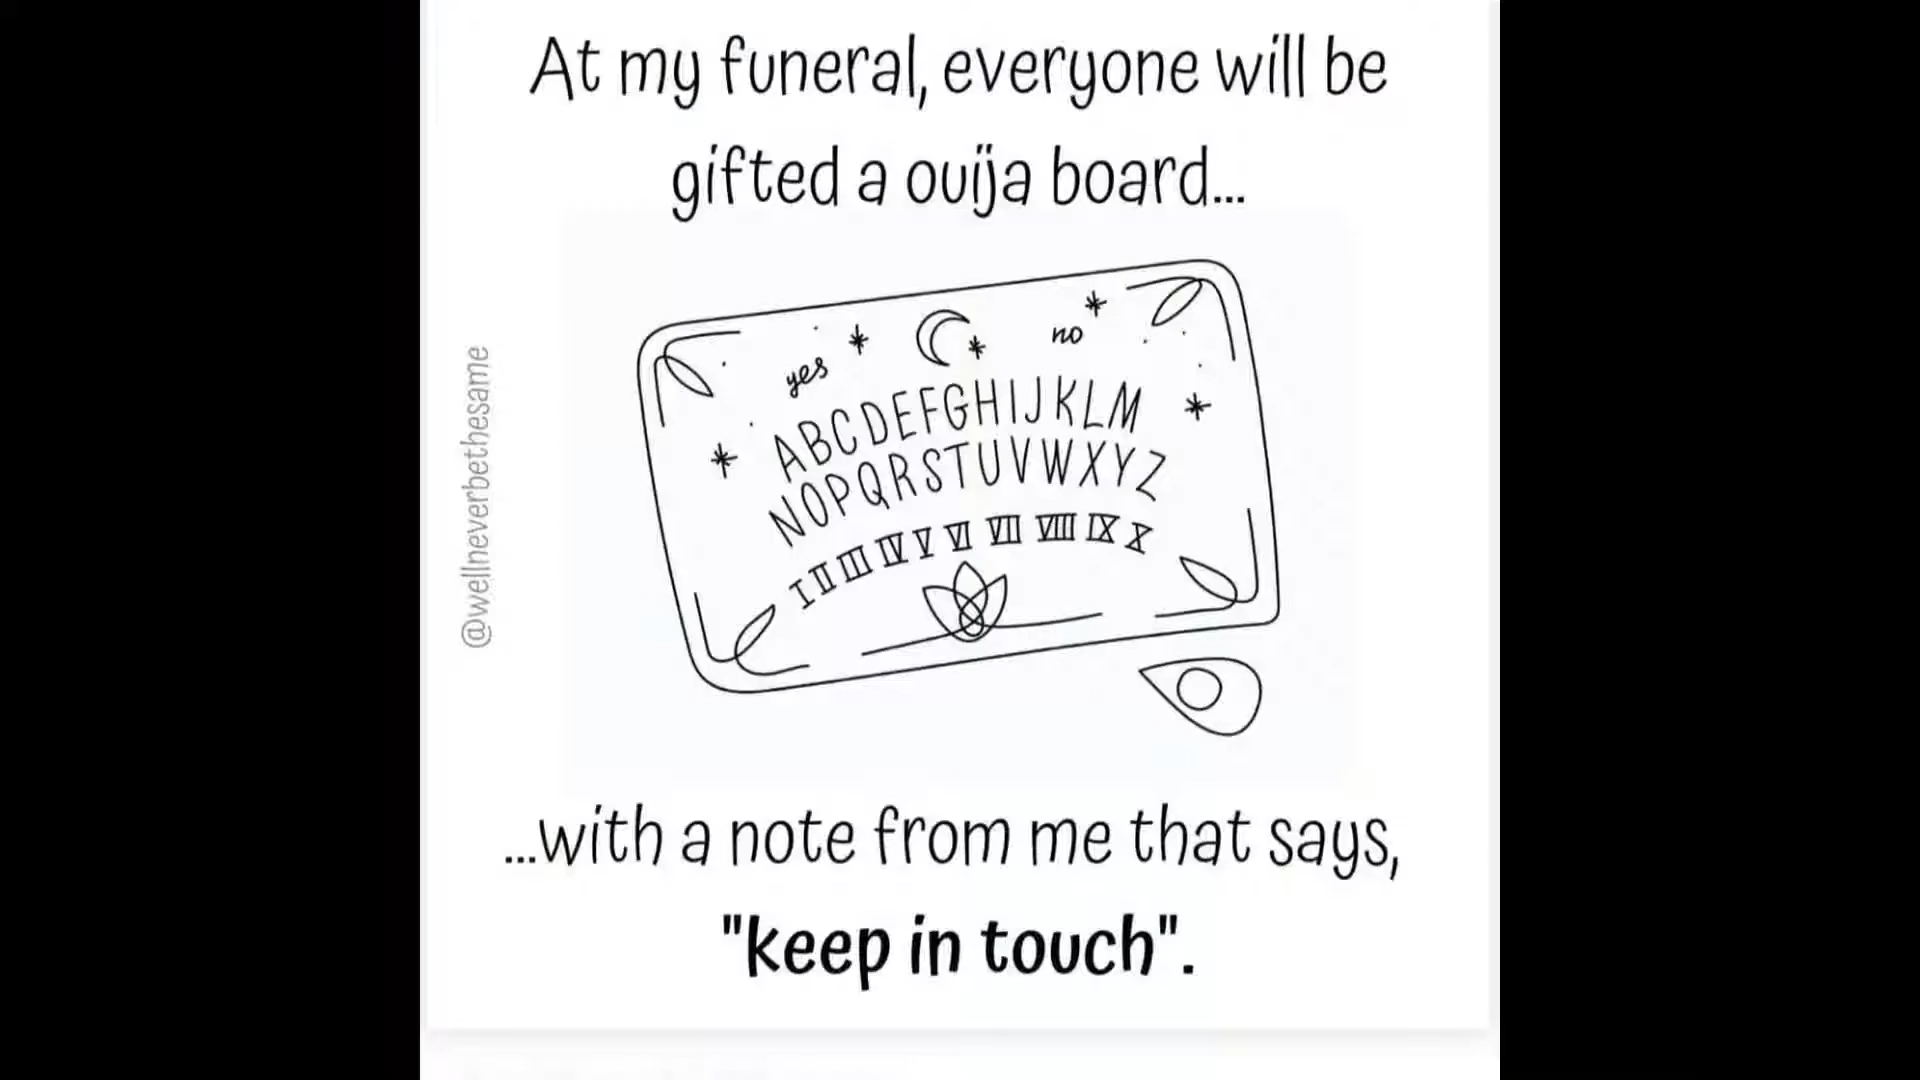 At my funeral, everyone will be
gifted a ouija board...
@wellneverbethesame
yes
no
ABCDEFGHIJKLM
NOPQRSTUVWXYZ
I II III IV V VI VII VIII IX X
...with a note from me that says,
"keep in touch".